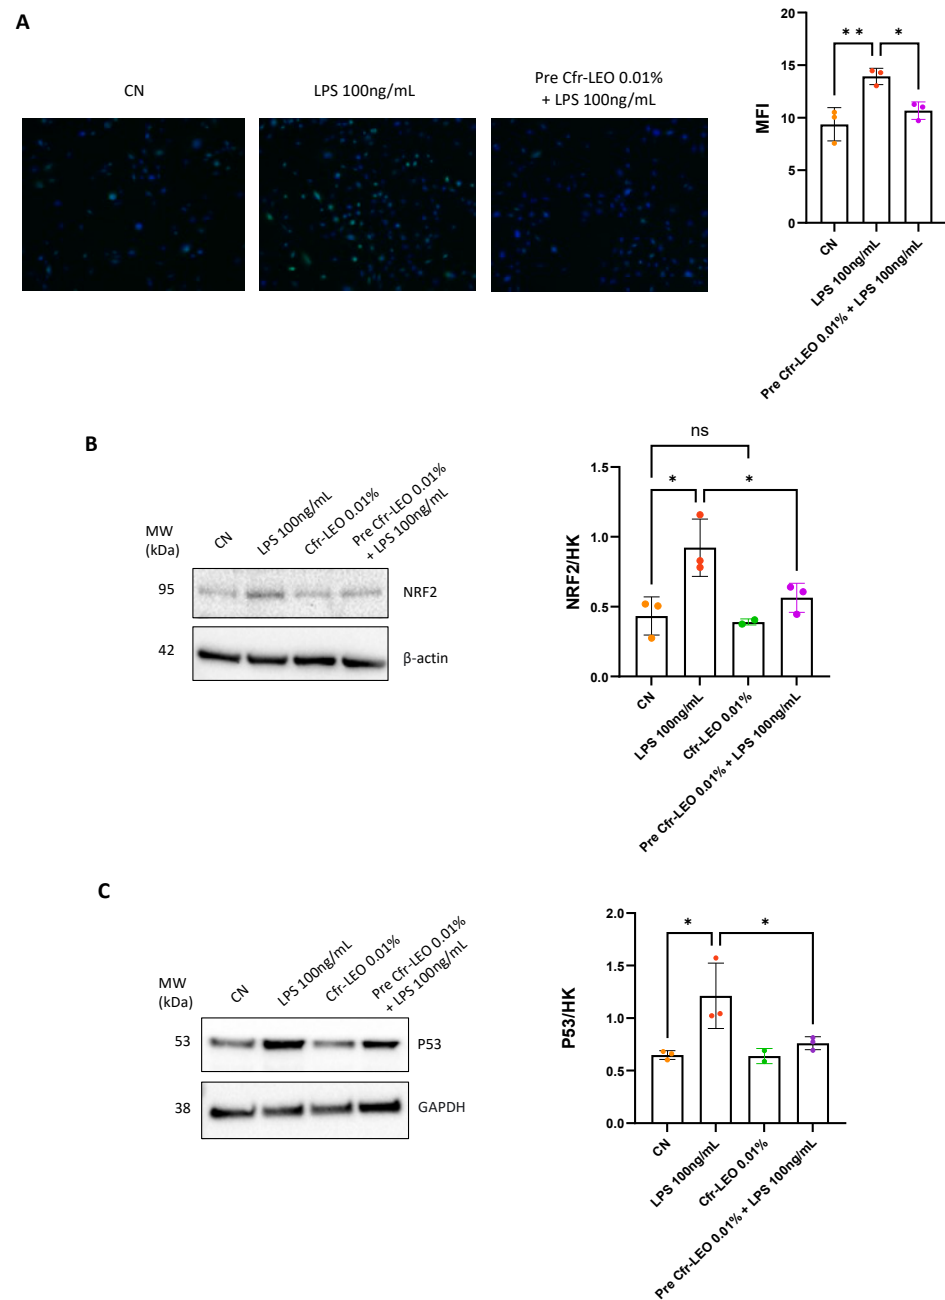 A
CN
LPS 100ng/mL
Pre Cfr-LEO 0.01%
+ LPS 100ng/mL
20
15
10
5
0
MFI
* *
*
CN
LPS 100ng/mL
Pre Cfr-LEO 0.01% + LPS 100ng/mL
B
MW
(kDa)
CN
LPS 100ng/mL
Cfr-LEO 0.01%
Pre Cfr-LEO 0.01%
+ LPS 100ng/mL
95
NRF2
42
β-actin
ns
*
*
1.5
1.0
0.5
0.0
NRF2/HK
CN
LPS 100ng/mL
Cfr-LEO 0.01%
Pre Cfr-LEO 0.01% + LPS 100ng/mL
C
MW
(kDa)
CN
LPS 100ng/mL
Cfr-LEO 0.01%
Pre Cfr-LEO 0.01%
+ LPS 100ng/mL
53
P53
38
GAPDH
*
*
2.0
1.5
1.0
0.5
0.0
P53/HK
CN
LPS 100ng/mL
Cfr-LEO 0.01%
Pre Cfr-LEO 0.01% + LPS 100ng/mL